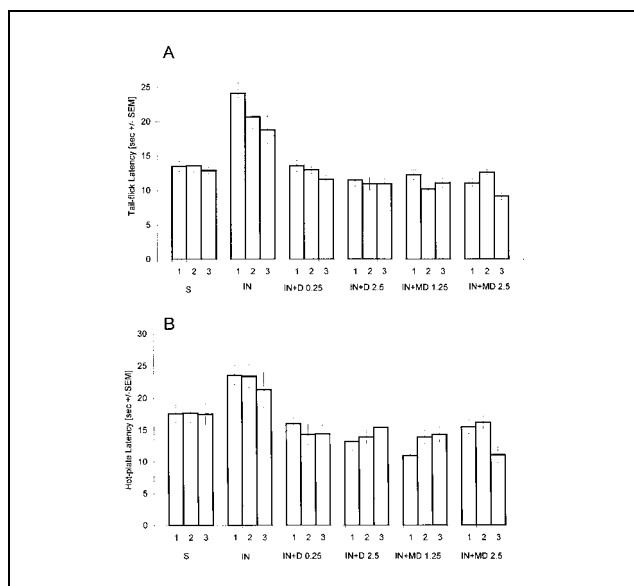 A
Tail-flick Latency [sec +/- SEM]
25
20
15
10
5
0
1 2 3 1 2 3 1 2 3 1 2 3 1 2 3 1 2 3
S IN IN+D 0.25 IN+D 2.5 IN+MD 1.25 IN+MD 2.5
B
Hot-plate Latency [sec +/-SEM]
30
25
20
15
10
5
0
1 2 3 1 2 3 1 2 3 1 2 3 1 2 3 1 2 3
S IN IN+D 0.25 IN+D 2.5 IN+MD 1.25 IN+MD 2.5